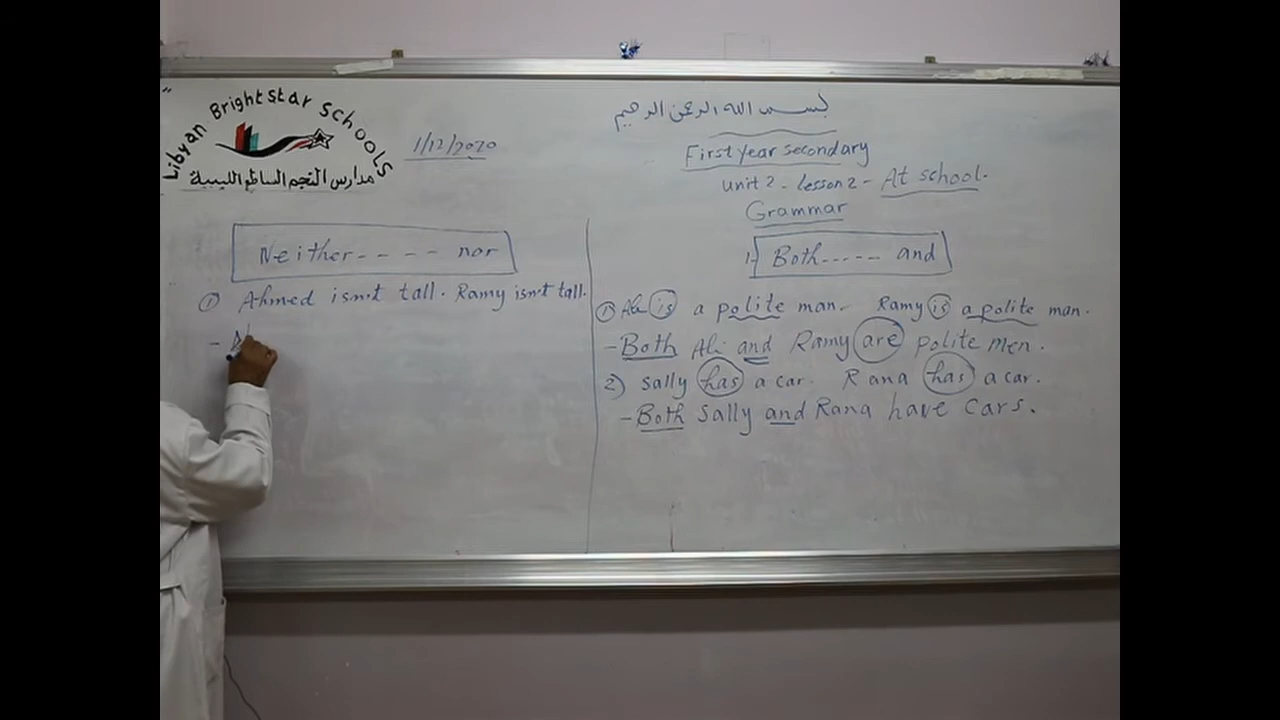 Libyan Bright star schools
مدارس النجم الساطع الليبية
1/12/2020
بسم الله الرحمن الرحيم
First year secondary
unit 2 - Lesson 2 - At school.
Grammar
Neither - - - - nor
① Ahmed isn't tall. Ramy isn't tall.
-
1- Both ----- and
① Ali is a polite man. Ramy is a polite man.
- Both Ali and Ramy are polite men.
2) Sally has a car. Rana has a car.
- Both Sally and Rana have cars.